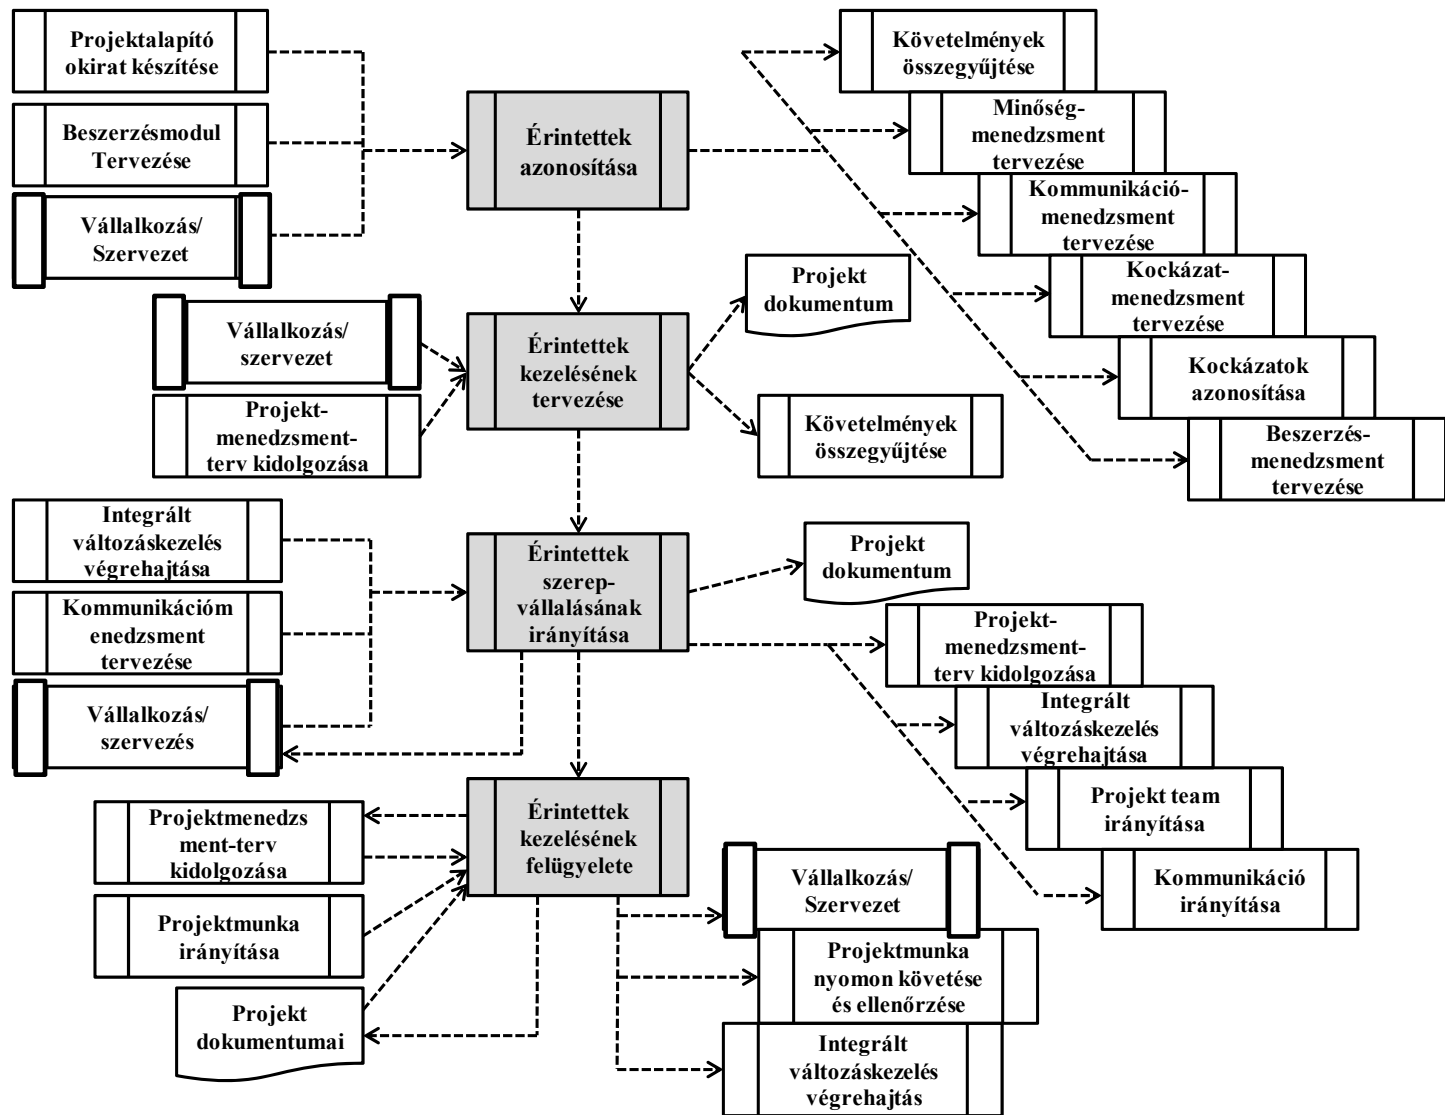 Projektalapító
okirat készítése
Beszerzésmodul
Tervezése
Vállalkozás/
Szervezet
Érintettek
azonosítása
Követelmények
összegyűjtése
Minőség-
menedzsment
tervezése
Kommunikáció-
menedzsment
tervezése
Kockázat-
menedzsment
tervezése
Kockázatok
azonosítása
Beszerzés-
menedzsment
tervezése
Vállalkozás/
szervezet
Projekt-
menedzsment-
terv kidolgozása
Érintettek
kezelésének
tervezése
Projekt
dokumentum
Követelmények
összegyűjtése
Integrált
változáskezelés
végrehajtása
Kommunikációm
enedzsment
tervezése
Vállalkozás/
szervezés
Érintettek
szerep-
vállalásának
irányítása
Projekt
dokumentum
Projekt-
menedzsment-
terv kidolgozása
Integrált
változáskezelés
végrehajtása
Projekt team
irányítása
Kommunikáció
irányítása
Projektmenedzs
ment-terv
kidolgozása
Projektmunka
irányítása
Projekt
dokumentumai
Érintettek
kezelésének
felügyelete
Vállalkozás/
Szervezet
Projektmunka
nyomon követése
és ellenőrzése
Integrált
változáskezelés
végrehajtás